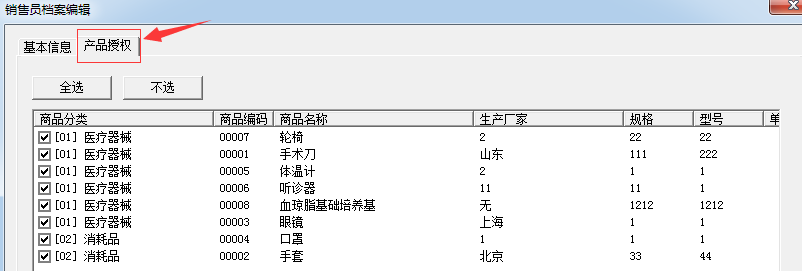 销售员档案编辑
基本信息 产品授权
全选 不选
商品分类 商品编码 商品名称 生产厂家 规格 型号 单
[01] 医疗器械 00007 轮椅 2 22 22
[01] 医疗器械 00001 手术刀 山东 111 222
[01] 医疗器械 00005 体温计 2 1 1
[01] 医疗器械 00006 听诊器 11 11 1
[01] 医疗器械 00008 血琼脂基础培养基 无 1212 1212
[01] 医疗器械 00003 眼镜 上海 1 1
[02] 消耗品 00004 口罩 1 1 1
[02] 消耗品 00002 手套 北京 33 44